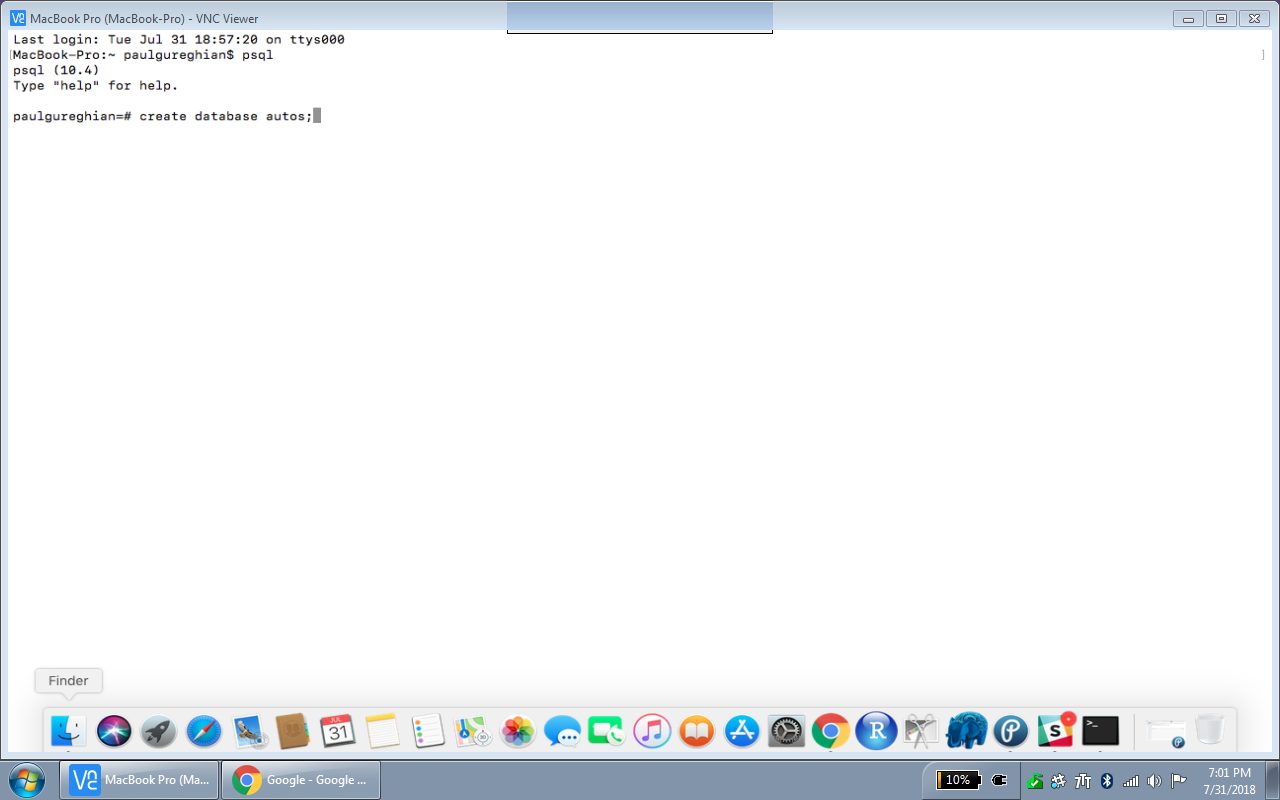 MacBook Pro (MacBook-Pro) - VNC Viewer
Last login: Tue Jul 31 18:57:20 on ttys000
[MacBook-Pro:~ paulgureghian$ psql ]
psql (10.4)
Type "help" for help.
paulgureghian=# create database autos;
Finder
JUL
31
30
>_
MacBook Pro (Ma...
Google - Google ...
10%
7:01 PM
7/31/2018